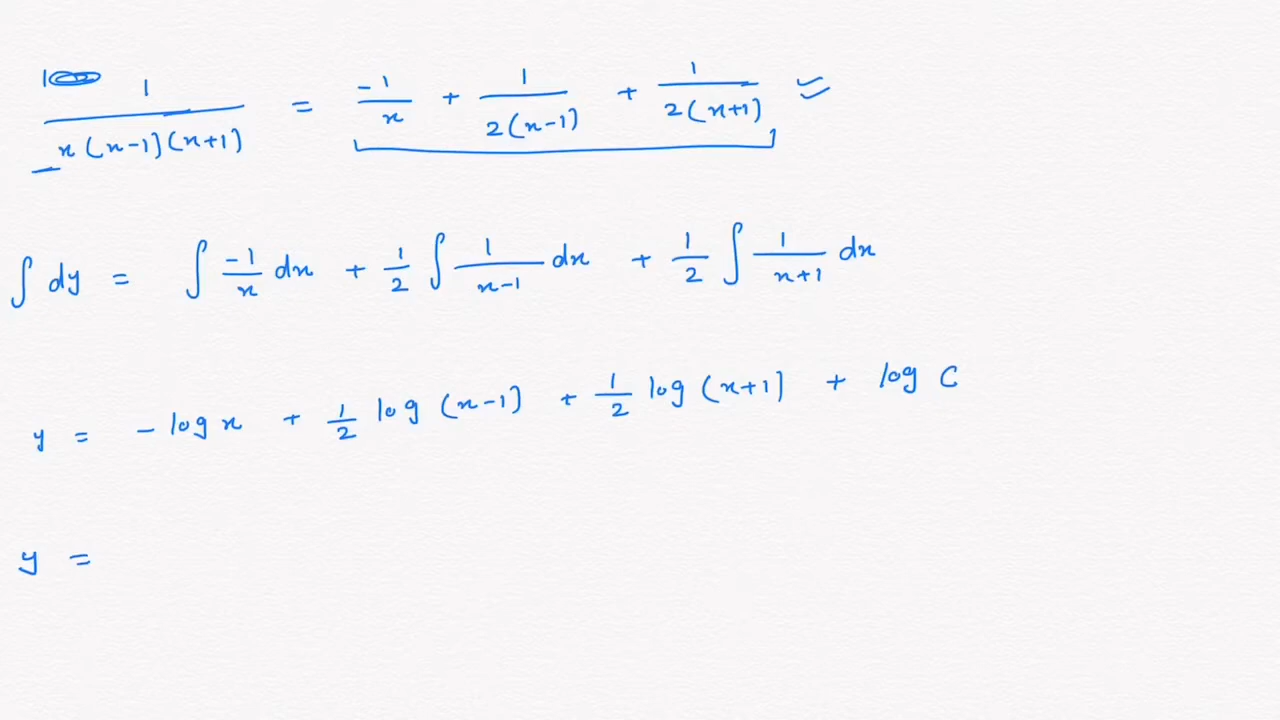 1/(x(x-1)(x+1)) = -1/x + 1/(2(x-1)) + 1/(2(x+1))
∫ dy = ∫ -1/x dx + 1/2 ∫ 1/(x-1) dx + 1/2 ∫ 1/(x+1) dx
y = - log x + 1/2 log (x-1) + 1/2 log (x+1) + log C
y =